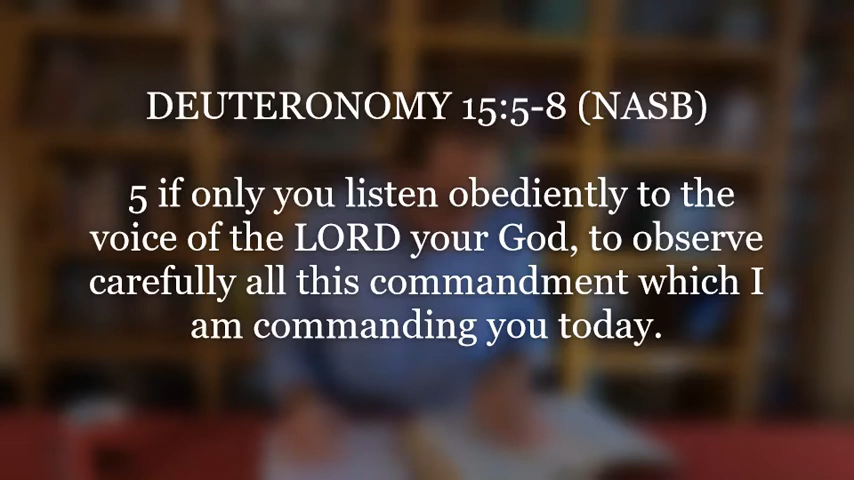 DEUTERONOMY 15:5-8 (NASB)
5 if only you listen obediently to the
voice of the LORD your God, to observe
carefully all this commandment which I
am commanding you today.